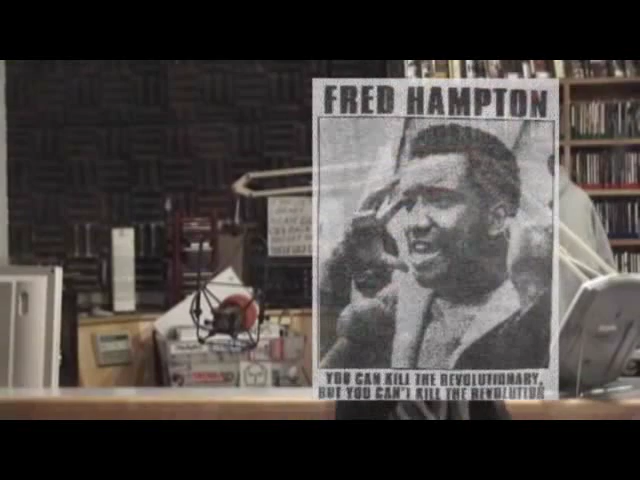 FRED HAMPTON
YOU CAN KILL THE REVOLUTIONARY,
BUT YOU CAN'T KILL THE REVOLUTION